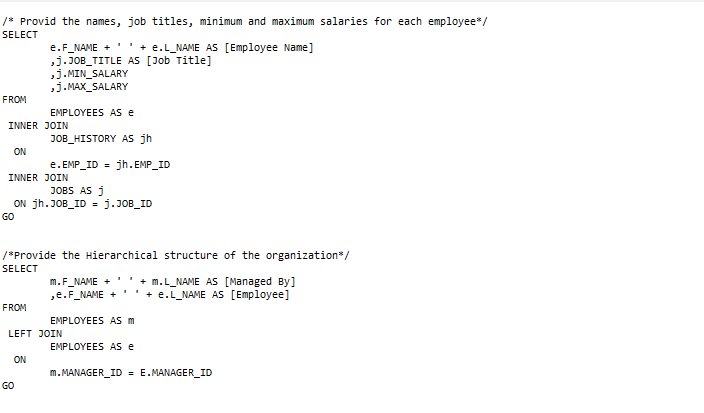 /* Provid the names, job titles, minimum and maximum salaries for each employee*/
SELECT
e.F_NAME + ' ' + e.L_NAME AS [Employee Name]
,j.JOB_TITLE AS [Job Title]
,j.MIN_SALARY
,j.MAX_SALARY
FROM
EMPLOYEES AS e
INNER JOIN
JOB_HISTORY AS jh
ON
e.EMP_ID = jh.EMP_ID
INNER JOIN
JOBS AS j
ON jh.JOB_ID = j.JOB_ID
GO
/*Provide the Hierarchical structure of the organization*/
SELECT
m.F_NAME + ' ' + m.L_NAME AS [Managed By]
,e.F_NAME + ' ' + e.L_NAME AS [Employee]
FROM
EMPLOYEES AS m
LEFT JOIN
EMPLOYEES AS e
ON
m.MANAGER_ID = E.MANAGER_ID
GO